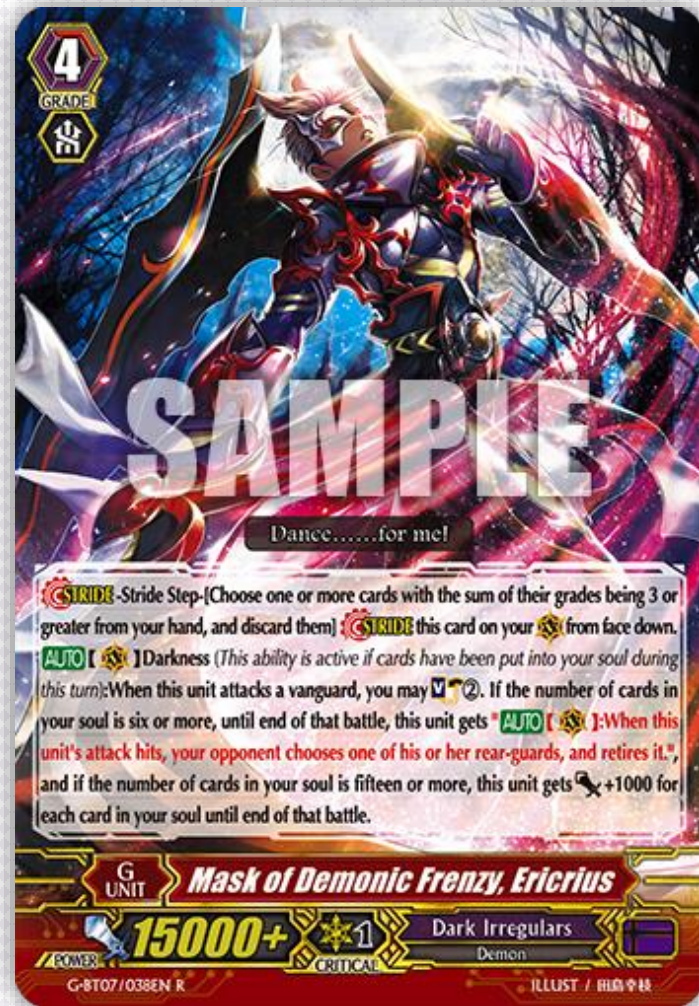 4
GRADE
SAMPLE
Dance......for me!
STRIDE -Stride Step-[Choose one or more cards with the sum of their grades being 3 or
greater from your hand, and discard them] STRIDE this card on your from face down.
AUTO [ ]Darkness (This ability is active if cards have been put into your soul during
this turn):When this unit attacks a vanguard, you may V ②. If the number of cards in
your soul is six or more, until end of that battle, this unit gets "AUTO [ ]:When this
unit's attack hits, your opponent chooses one of his or her rear-guards, and retires it.",
and if the number of cards in your soul is fifteen or more, this unit gets +1000 for
each card in your soul until end of that battle.
G
UNIT
Mask of Demonic Frenzy, Ericrius
POWER 15000+ 1 CRITICAL
Dark Irregulars
Demon
G-BT07/038EN R
ILLUST /